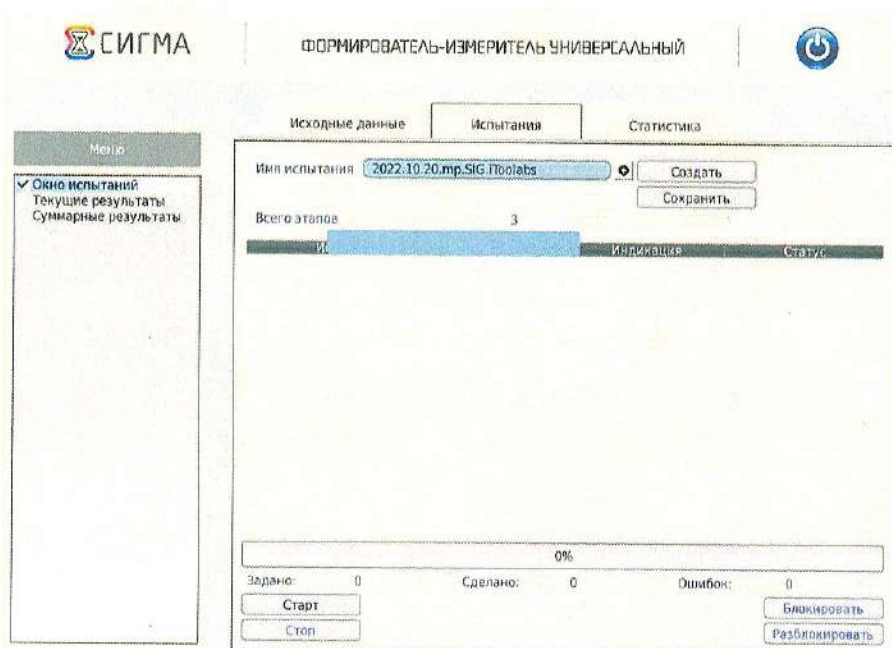 СИГМА
ФОРМИРОВАТЕЛЬ-ИЗМЕРИТЕЛЬ УНИВЕРСАЛЬНЫЙ
Исходные данные Испытания Статистика
Меню
Окно испытаний
Текущие результаты
Суммарные результаты
Имя испытания 2022.10.20.mp.SIG.iToolabs Создать
Сохранить
Всего этапов 3
Индикация Статус
0%
Задано: 0 Сделано: 0 Ошибок: 0
Старт Блокировать
Стоп Разблокировать